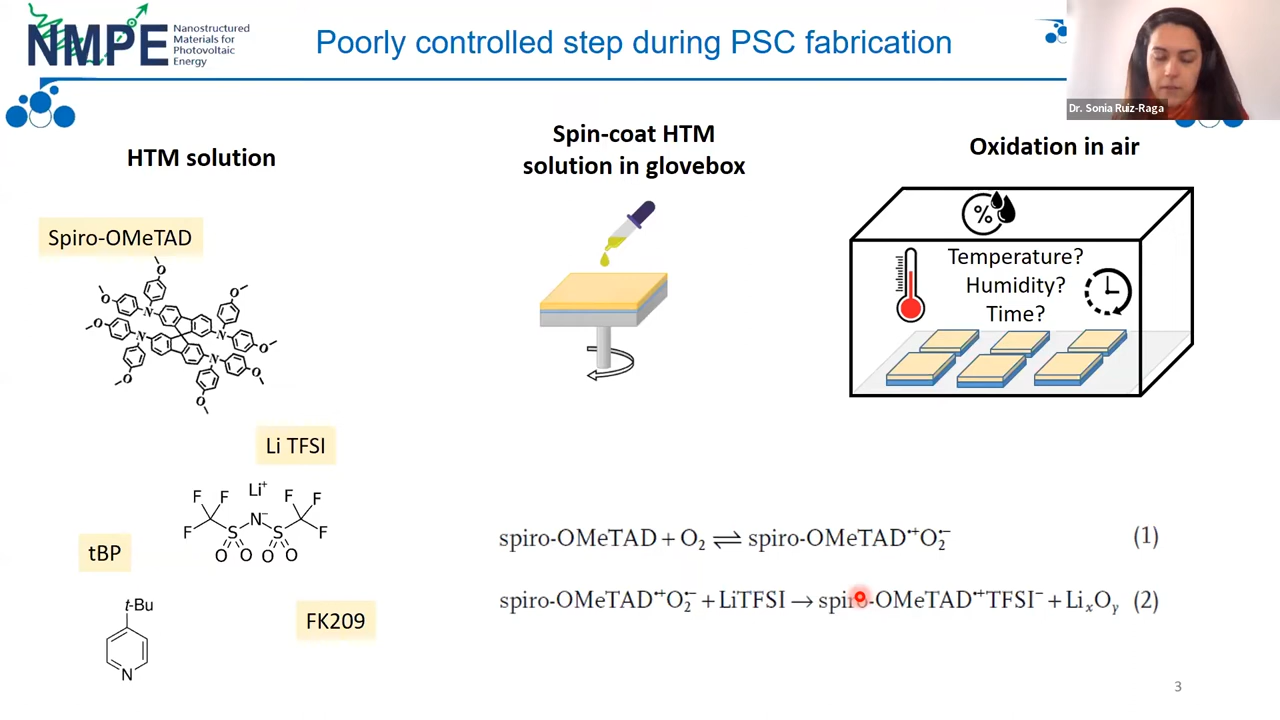 NMPE
Nanostructured
Materials for
Photovoltaic
Energy
Poorly controlled step during PSC fabrication
Dr. Sonia Ruiz-Raga
HTM solution
Spin-coat HTM
solution in glovebox
Oxidation in air
Spiro-OMeTAD
%
Temperature?
Humidity?
Time?
Li TFSI
Li⁺
F F F F
F F
S N⁻ S
O O O O
tBP
t-Bu
N
FK209
spiro-OMeTAD + O₂ ⇌ spiro-OMeTAD•⁺O₂•⁻ (1)
spiro-OMeTAD•⁺O₂•⁻ + LiTFSI → spiro-OMeTAD•⁺TFSI⁻ + LiₓOᵧ (2)
3